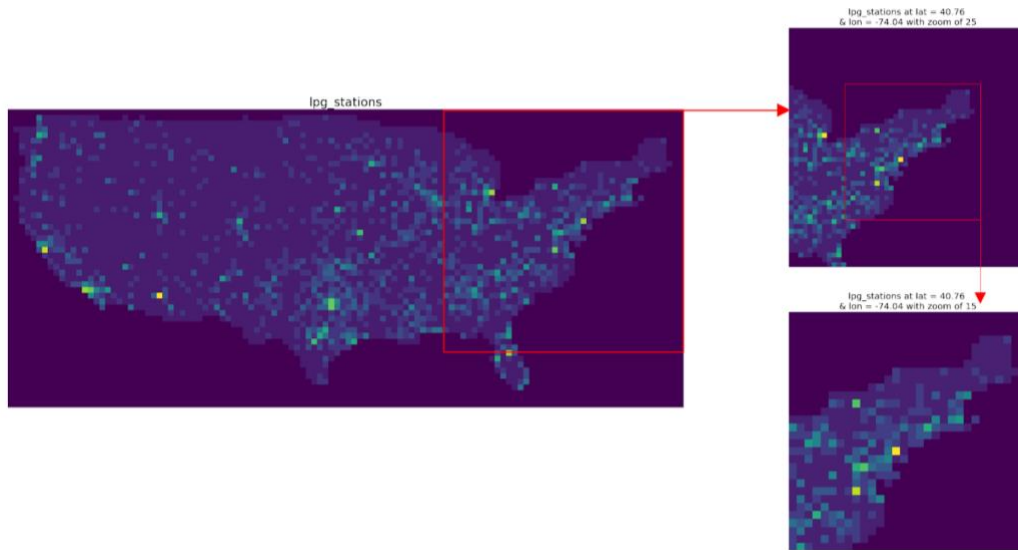 lpg_stations
lpg_stations at lat = 40.76
& lon = -74.04 with zoom of 25
lpg_stations at lat = 40.76
& lon = -74.04 with zoom of 15